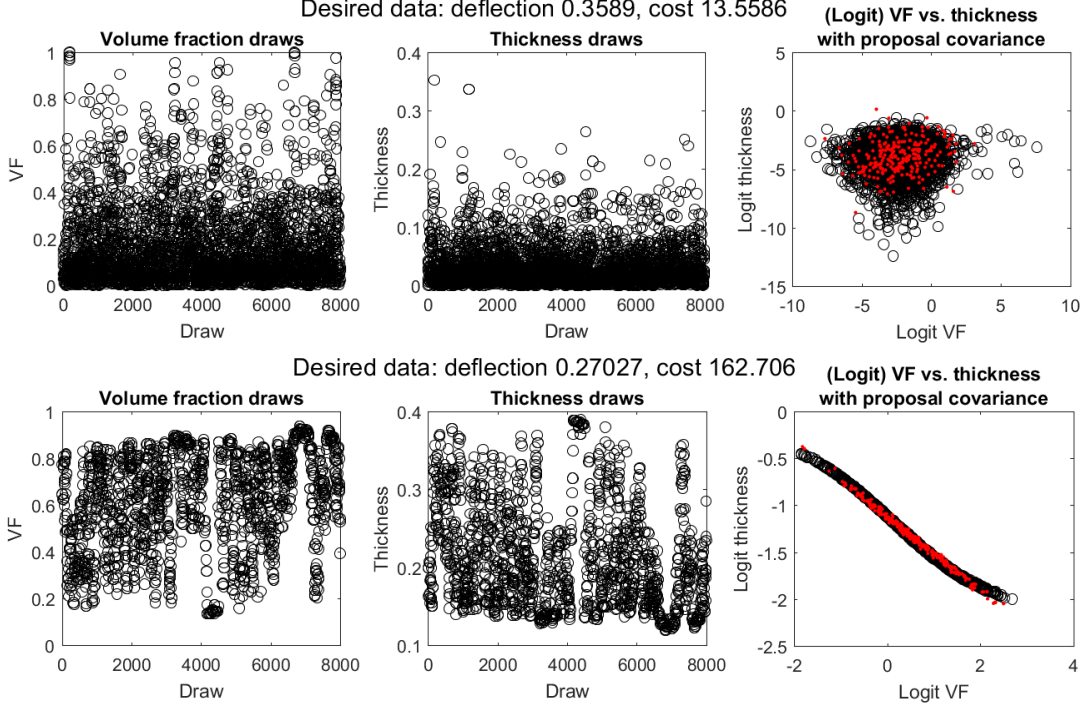 Desired data: deflection 0.3589, cost 13.5586
Volume fraction draws
VF
1
0.8
0.6
0.4
0.2
0
0 2000 4000 6000 8000
Draw
Thickness draws
Thickness
0.4
0.3
0.2
0.1
0
0 2000 4000 6000 8000
Draw
(Logit) VF vs. thickness
with proposal covariance
Logit thickness
5
0
-5
-10
-15
-10 -5 0 5 10
Logit VF
Desired data: deflection 0.27027, cost 162.706
Volume fraction draws
VF
1
0.8
0.6
0.4
0.2
0
0 2000 4000 6000 8000
Draw
Thickness draws
Thickness
0.4
0.3
0.2
0.1
0 2000 4000 6000 8000
Draw
(Logit) VF vs. thickness
with proposal covariance
Logit thickness
0
-0.5
-1
-1.5
-2
-2.5
-2 0 2 4
Logit VF